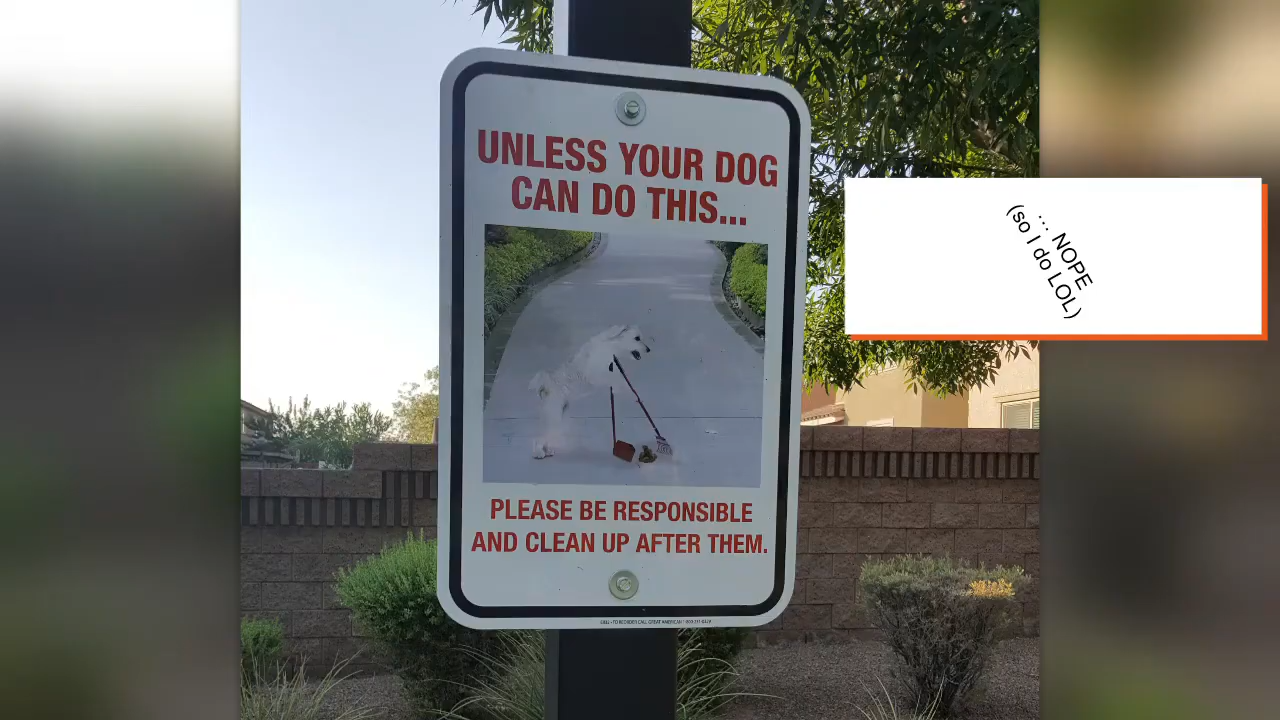 UNLESS YOUR DOG
CAN DO THIS...
PLEASE BE RESPONSIBLE
AND CLEAN UP AFTER THEM.
... NOPE
(so I do LOL)